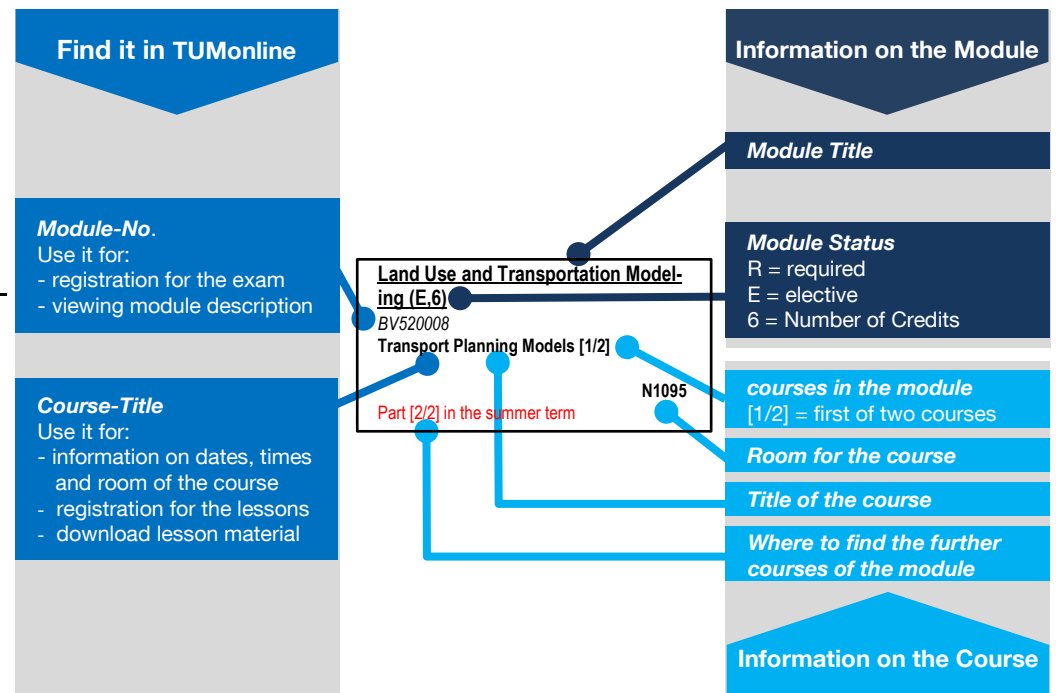 Find it in TUMonline
Module-No.
Use it for:
- registration for the exam
- viewing module description
Course-Title
Use it for:
- information on dates, times
and room of the course
- registration for the lessons
- download lesson material
Land Use and Transportation Model-
ing (E,6)
BV520008
Transport Planning Models [1/2]
N1095
Part [2/2] in the summer term
Information on the Module
Module Title
Module Status
R = required
E = elective
6 = Number of Credits
courses in the module
[1/2] = first of two courses
Room for the course
Title of the course
Where to find the further
courses of the module
Information on the Course